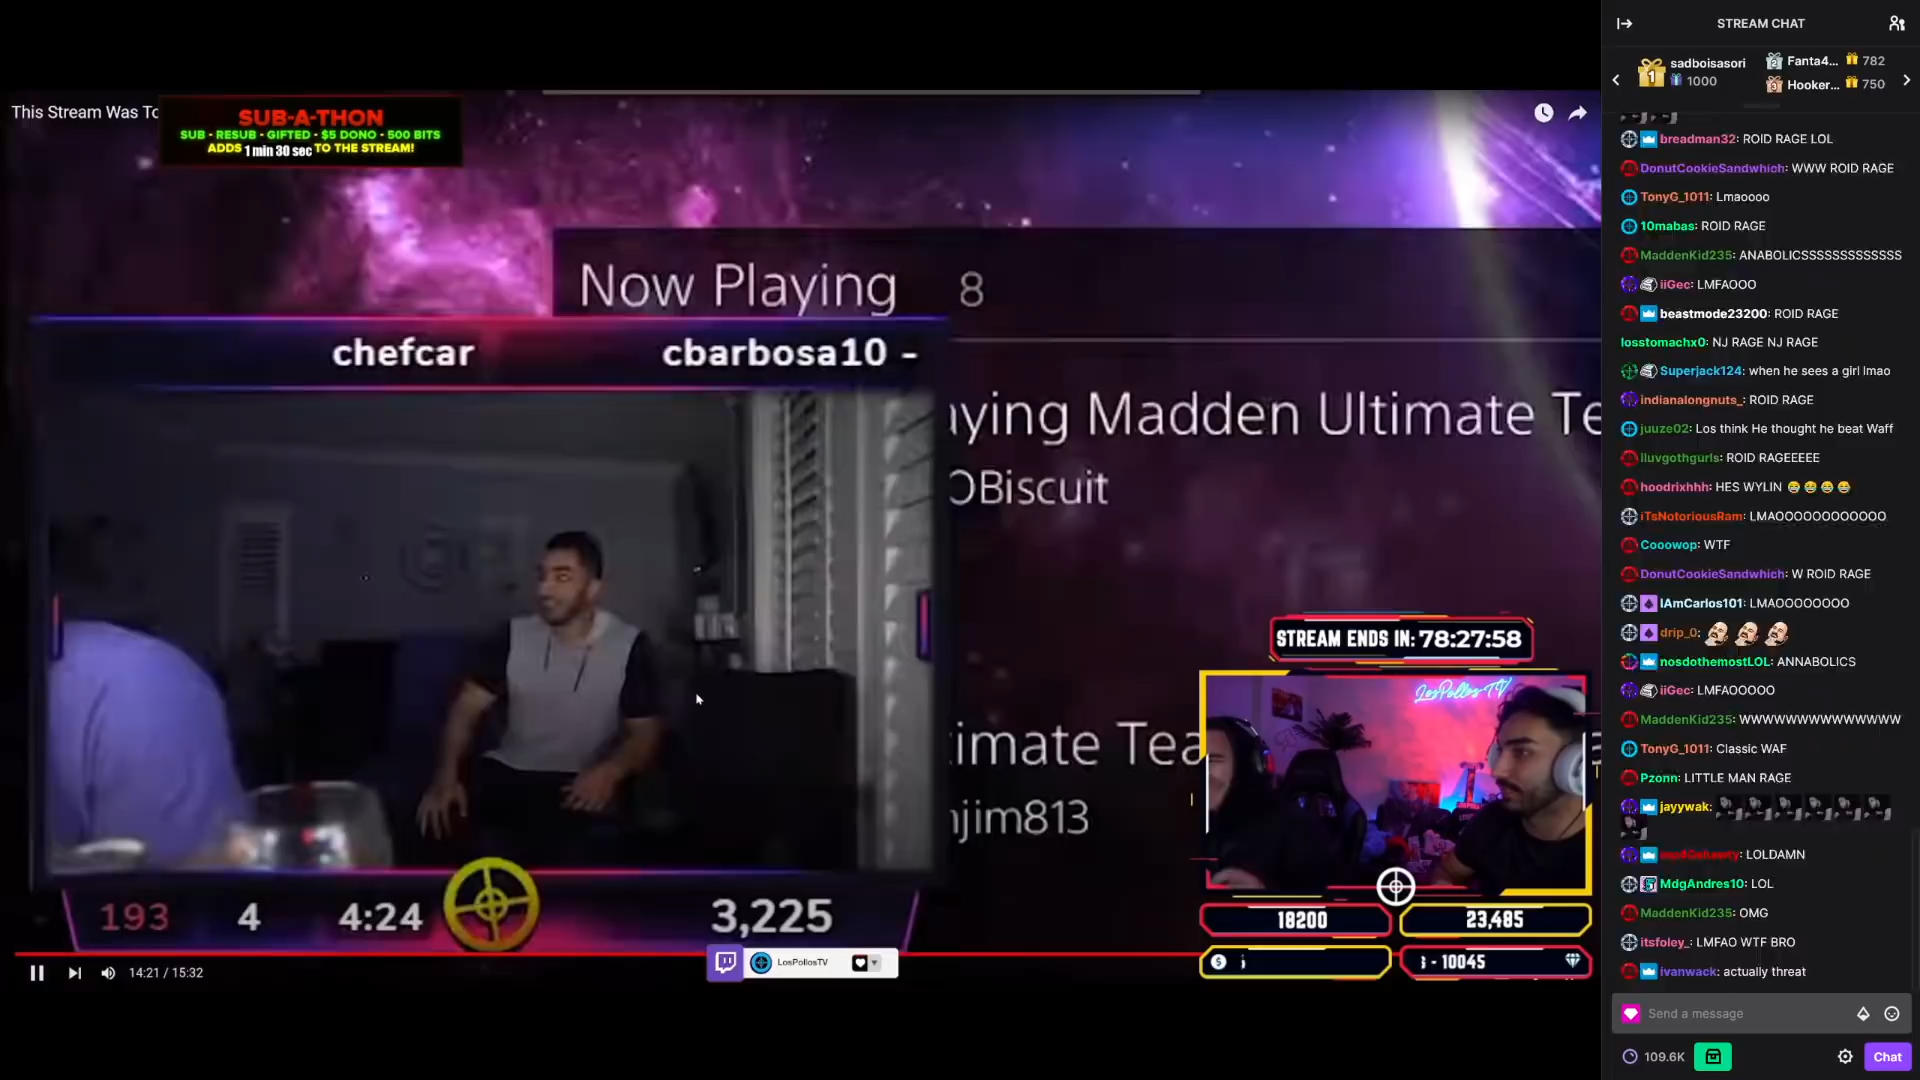 This Stream Was To
SUB-A-THON
SUB - RESUB - GIFTED - $5 DONO - 500 BITS
ADDS 1 min 30 sec TO THE STREAM!
Now Playing 8
chefcar cbarbosa10 -
aying Madden Ultimate Te
OBiscuit
timate Tea
njim813
193 4 4:24 3,225
LosPollosTV
14:21 / 15:32
STREAM ENDS IN: 78:27:58
LosPollosTV
18200 23,485
- 10045
STREAM CHAT
sadboisasori
1000
Fanta4... 782
Hooker... 750
breadman32: ROID RAGE LOL
DonutCookieSandwhich: WWW ROID RAGE
TonyG_1011: Lmaoooo
10mabas: ROID RAGE
MaddenKid235: ANABOLICSSSSSSSSSSSSS
iiGec: LMFAOOO
beastmode23200: ROID RAGE
losstomachx0: NJ RAGE NJ RAGE
Superjack124: when he sees a girl lmao
indianalongnuts_: ROID RAGE
juuze02: Los think He thought he beat Waff
lluvgothgurls: ROID RAGEEEEE
hoodrixhhh: HES WYLIN 😂 😂 😂 😂
iTsNotoriousRam: LMAOOOOOOOOOOO
Cooowop: WTF
DonutCookieSandwhich: W ROID RAGE
IAmCarlos101: LMAOOOOOOOO
drip_0:
nosdothemostLOL: ANNABOLICS
iiGec: LMFAOOOOO
MaddenKid235: WWWWWWWWWWWWWW
TonyG_1011: Classic WAF
Pzonn: LITTLE MAN RAGE
jayywak:
LOLDAMN
MdgAndres10: LOL
MaddenKid235: OMG
itsfoley_: LMFAO WTF BRO
ivanwack: actually threat
Send a message
109.6K
Chat